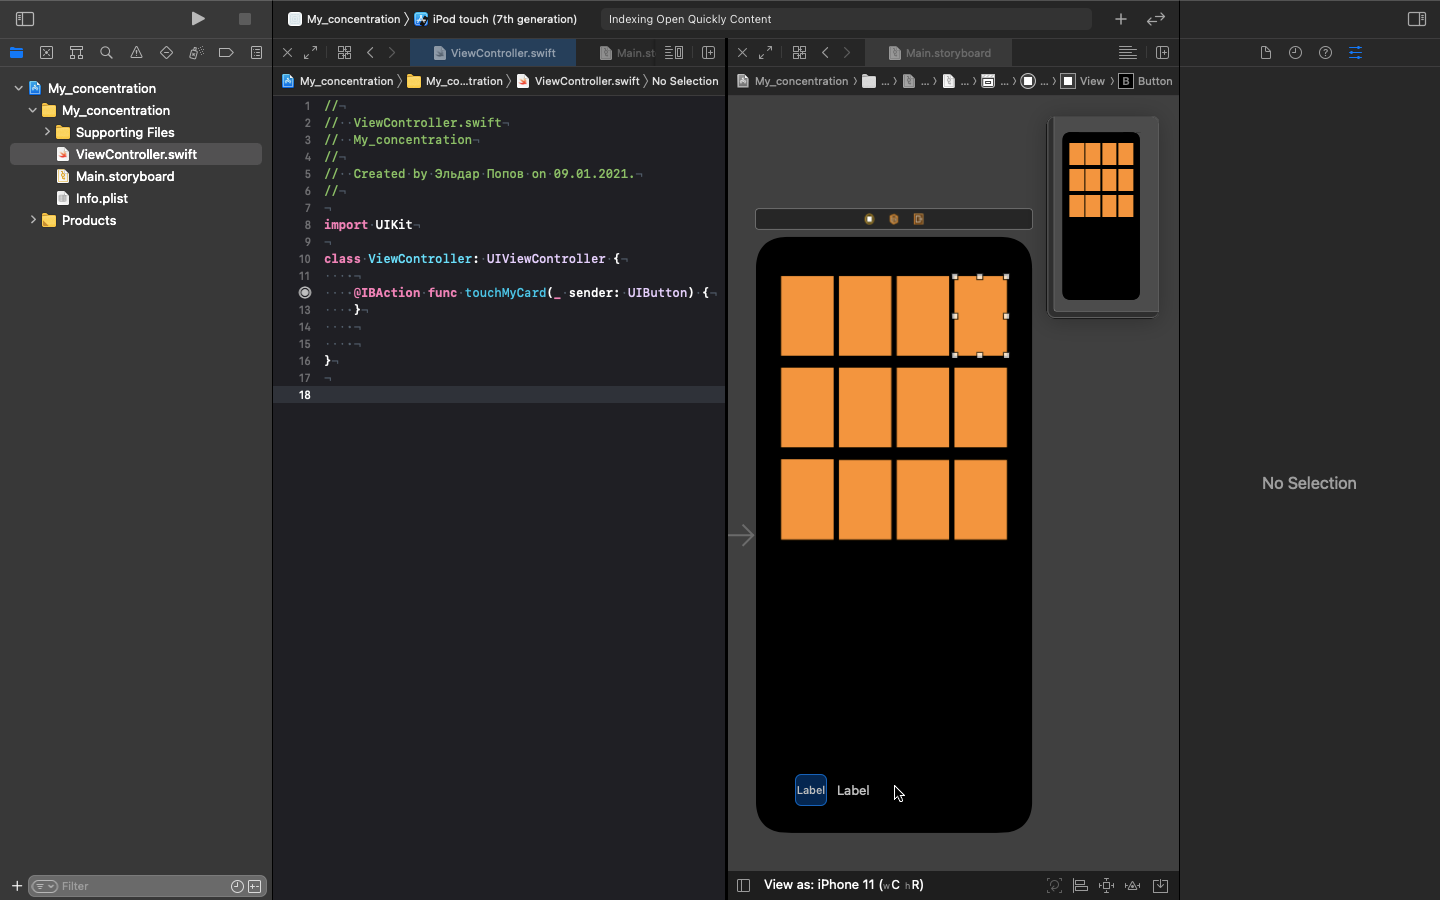 My_concentration
iPod touch (7th generation)
Indexing Open Quickly Content
ViewController.swift
Main.st
Main.storyboard
My_concentration
My_co...tration
ViewController.swift
No Selection
My_concentration
...
...
...
...
...
View
B Button
My_concentration
My_concentration
Supporting Files
ViewController.swift
Main.storyboard
Info.plist
Products
1 //
2 // ViewController.swift
3 // My_concentration
4 //
5 // Created by Эльдар Попов on 09.01.2021.
6 //
7
8 import UIKit
9
10 class ViewController: UIViewController {
11
@IBAction func touchMyCard(_ sender: UIButton) {
13 }
14
15
16 }
17
18
No Selection
Label Label
Filter
View as: iPhone 11 (wC hR)